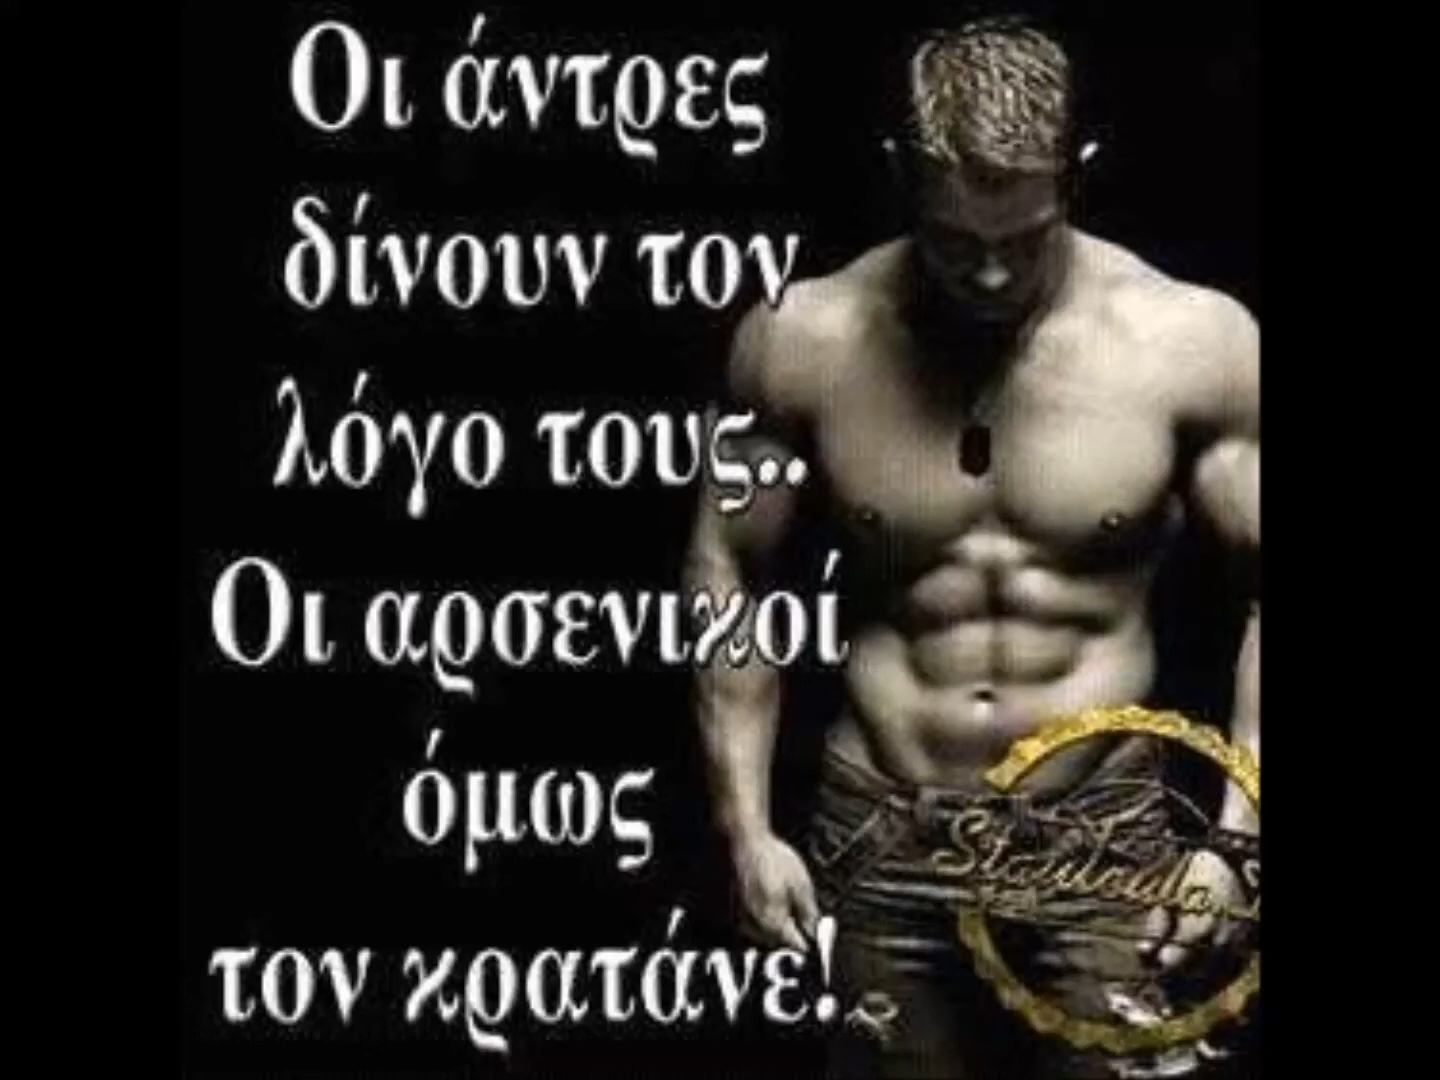 Οι άντρες
δίνουν τον
λόγο τους..
Οι αρσενικοί
όμως
τον κρατάνε!